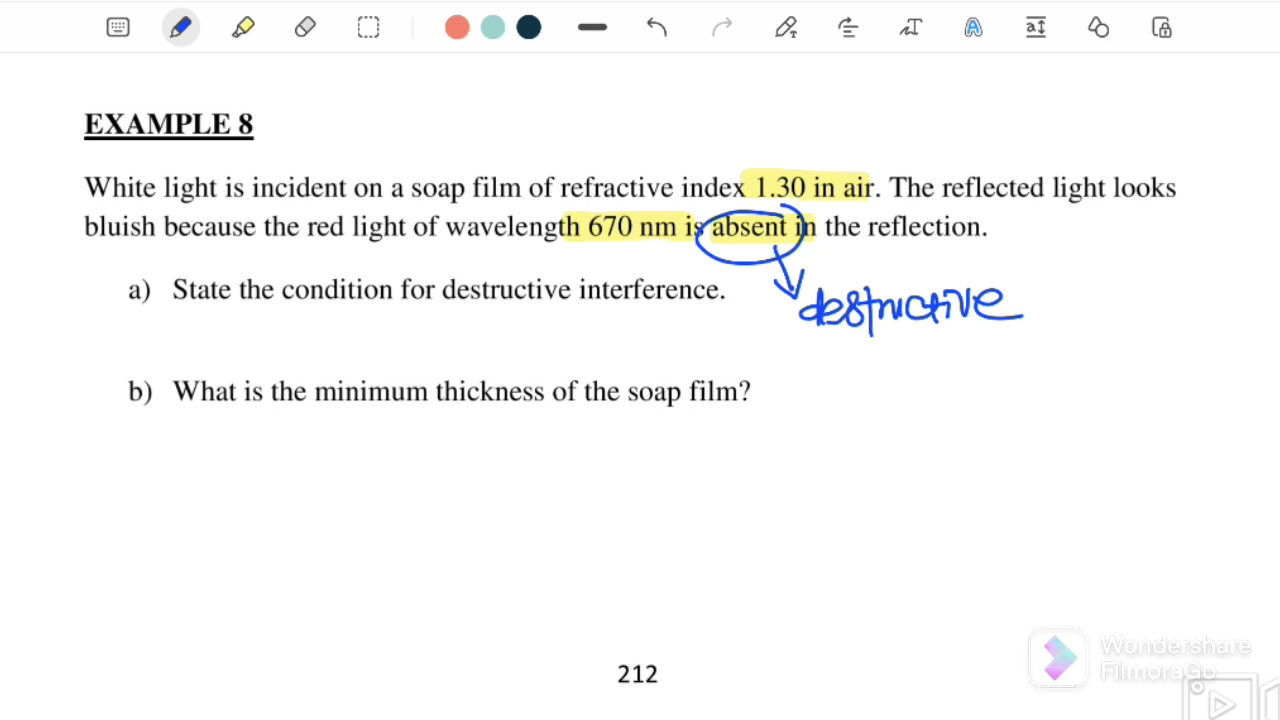 EXAMPLE 8
White light is incident on a soap film of refractive index 1.30 in air. The reflected light looks
bluish because the red light of wavelength 670 nm is absent in the reflection.
a) State the condition for destructive interference.
destructive
b) What is the minimum thickness of the soap film?
212
Wondershare
FilmoraGo